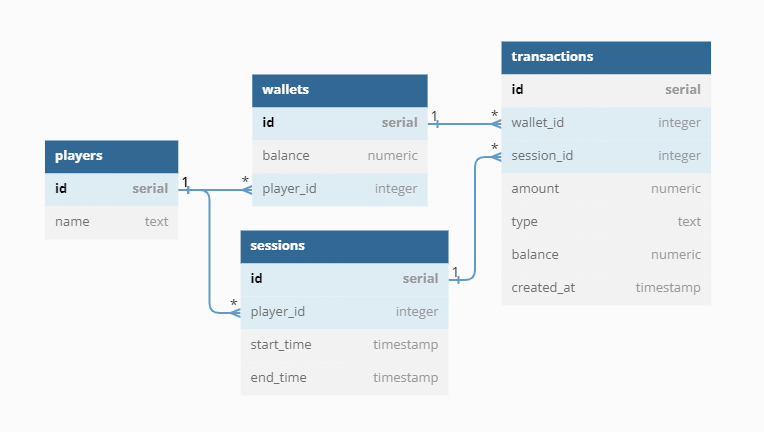 players
id serial
name text
wallets
id serial
balance numeric
player_id integer
sessions
id serial
player_id integer
start_time timestamp
end_time timestamp
transactions
id serial
wallet_id integer
session_id integer
amount numeric
type text
balance numeric
created_at timestamp
1
*
*
1
*
1
*